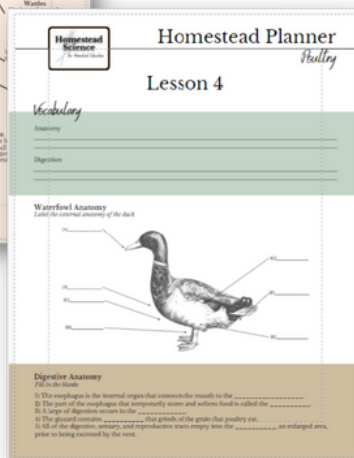 Wattles
Homestead
Science
Homestead Planner
Poultry
Lesson 4
Vocabulary
Anatomy
Digestion
Waterfowl Anatomy
Label the external anatomy of the duck
Digestive Anatomy
Fill in the blanks
1) The esophagus is the internal organ that connects the mouth to the ____________________.
2) The part of the esophagus that temporarily stores and softens food is called the ___________.
3) A large of digestion occurs in the _____________.
4) The gizzard contains ___________ that grinds of the grain that poultry eat.
5) All of the digestive, urinary, and reproductive tracts empty into the ___________, an enlarged area,
prior to being excreted by the vent.